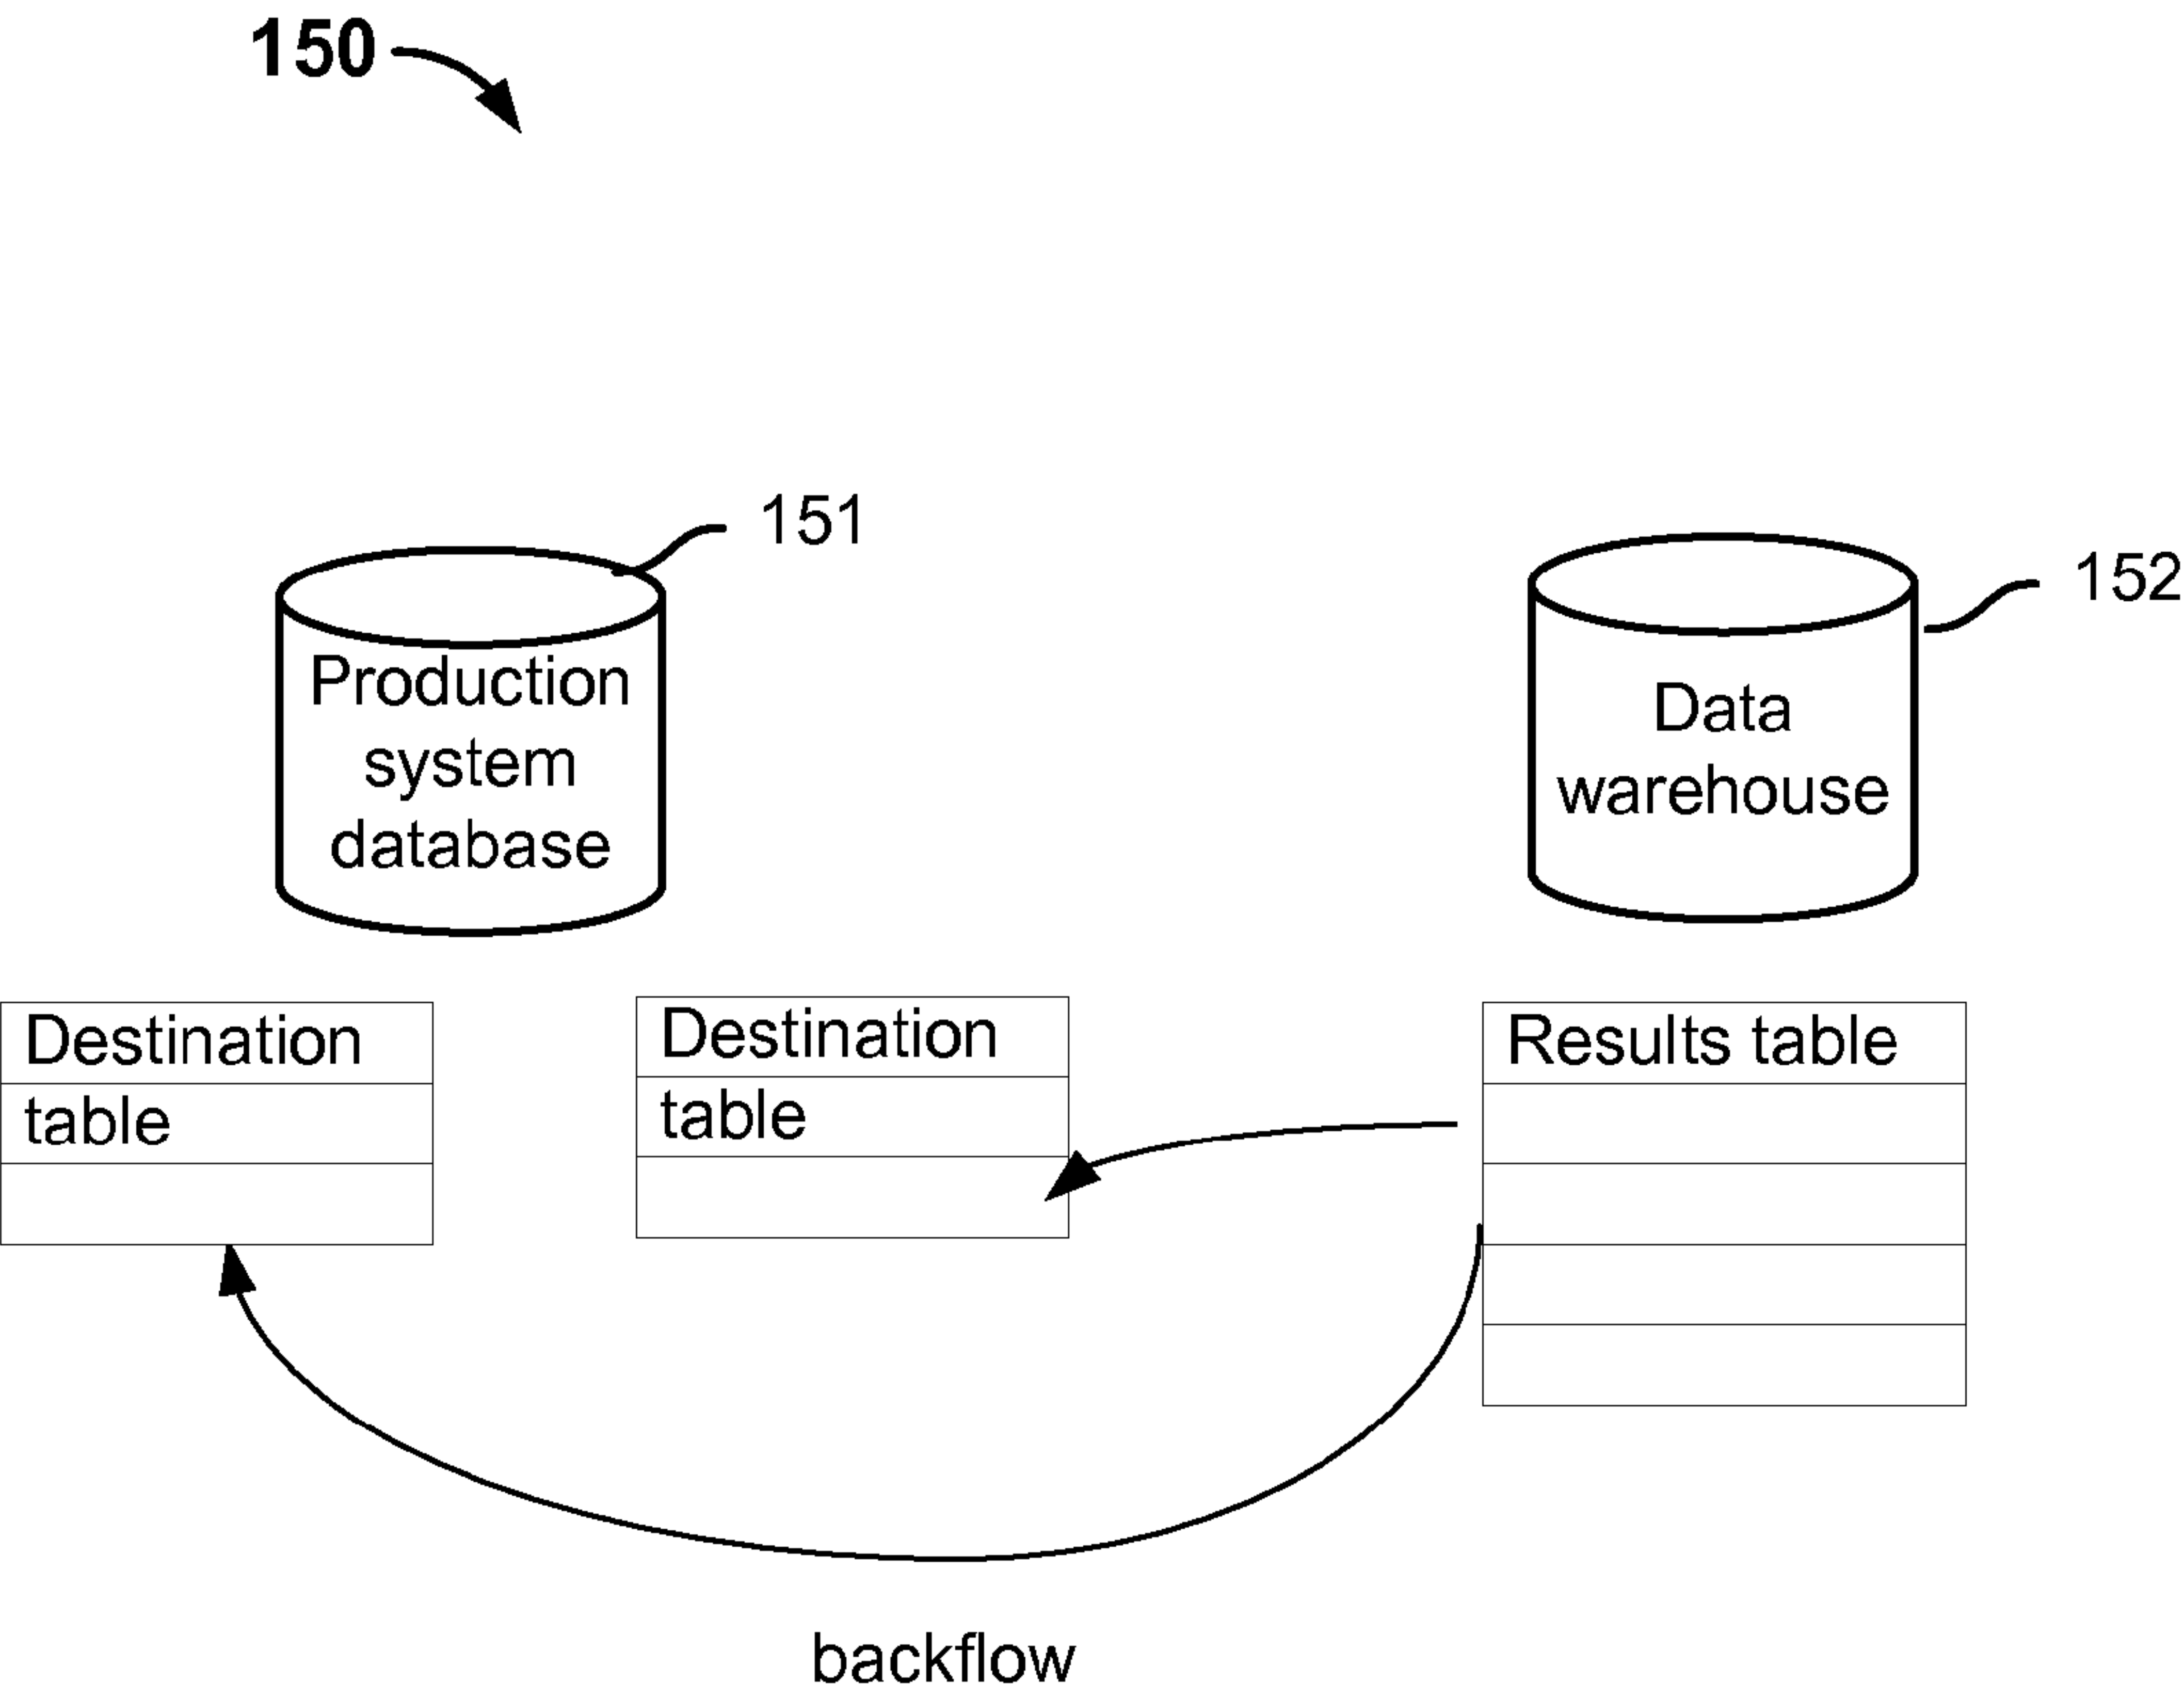 150
151
152
Production
system
database
Data
warehouse
Destination
table
Destination
table
Results table
backflow